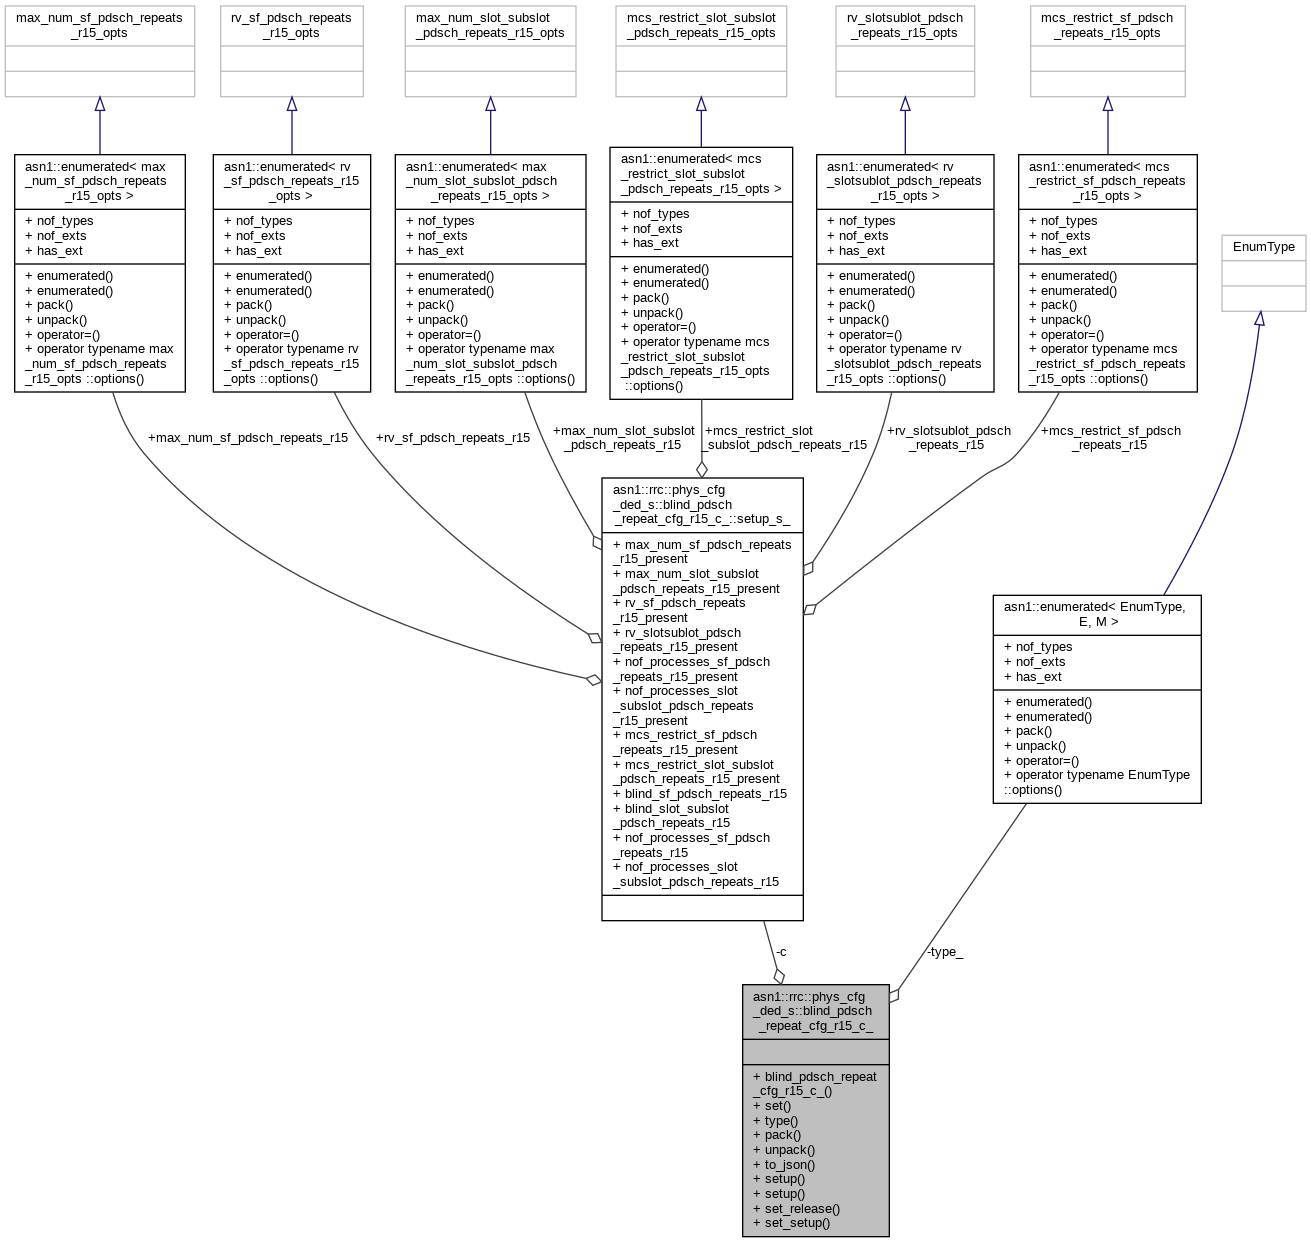 max_num_sf_pdsch_repeats
_r15_opts
rv_sf_pdsch_repeats
_r15_opts
max_num_slot_subslot
_pdsch_repeats_r15_opts
mcs_restrict_slot_subslot
_pdsch_repeats_r15_opts
rv_slotsublot_pdsch
_repeats_r15_opts
mcs_restrict_sf_pdsch
_repeats_r15_opts
asn1::enumerated< max
_num_sf_pdsch_repeats
_r15_opts >
+ nof_types
+ nof_exts
+ has_ext
+ enumerated()
+ enumerated()
+ pack()
+ unpack()
+ operator=()
+ operator typename max
_num_sf_pdsch_repeats
_r15_opts ::options()
asn1::enumerated< rv
_sf_pdsch_repeats_r15
_opts >
+ nof_types
+ nof_exts
+ has_ext
+ enumerated()
+ enumerated()
+ pack()
+ unpack()
+ operator=()
+ operator typename rv
_sf_pdsch_repeats_r15
_opts ::options()
asn1::enumerated< max
_num_slot_subslot_pdsch
_repeats_r15_opts >
+ nof_types
+ nof_exts
+ has_ext
+ enumerated()
+ enumerated()
+ pack()
+ unpack()
+ operator=()
+ operator typename max
_num_slot_subslot_pdsch
_repeats_r15_opts ::options()
asn1::enumerated< mcs
_restrict_slot_subslot
_pdsch_repeats_r15_opts >
+ nof_types
+ nof_exts
+ has_ext
+ enumerated()
+ enumerated()
+ pack()
+ unpack()
+ operator=()
+ operator typename mcs
_restrict_slot_subslot
_pdsch_repeats_r15_opts
::options()
asn1::enumerated< rv
_slotsublot_pdsch_repeats
_r15_opts >
+ nof_types
+ nof_exts
+ has_ext
+ enumerated()
+ enumerated()
+ pack()
+ unpack()
+ operator=()
+ operator typename rv
_slotsublot_pdsch_repeats
_r15_opts ::options()
asn1::enumerated< mcs
_restrict_sf_pdsch_repeats
_r15_opts >
+ nof_types
+ nof_exts
+ has_ext
+ enumerated()
+ enumerated()
+ pack()
+ unpack()
+ operator=()
+ operator typename mcs
_restrict_sf_pdsch_repeats
_r15_opts ::options()
EnumType
+max_num_sf_pdsch_repeats_r15
+rv_sf_pdsch_repeats_r15
+max_num_slot_subslot
_pdsch_repeats_r15
+mcs_restrict_slot
_subslot_pdsch_repeats_r15
+rv_slotsublot_pdsch
_repeats_r15
+mcs_restrict_sf_pdsch
_repeats_r15
asn1::rrc::phys_cfg
_ded_s::blind_pdsch
_repeat_cfg_r15_c_::setup_s_
+ max_num_sf_pdsch_repeats
_r15_present
+ max_num_slot_subslot
_pdsch_repeats_r15_present
+ rv_sf_pdsch_repeats
_r15_present
+ rv_slotsublot_pdsch
_repeats_r15_present
+ nof_processes_sf_pdsch
_repeats_r15_present
+ nof_processes_slot
_subslot_pdsch_repeats
_r15_present
+ mcs_restrict_sf_pdsch
_repeats_r15_present
+ mcs_restrict_slot_subslot
_pdsch_repeats_r15_present
+ blind_sf_pdsch_repeats_r15
+ blind_slot_subslot
_pdsch_repeats_r15
+ nof_processes_sf_pdsch
_repeats_r15
+ nof_processes_slot
_subslot_pdsch_repeats_r15
asn1::enumerated< EnumType,
E, M >
+ nof_types
+ nof_exts
+ has_ext
+ enumerated()
+ enumerated()
+ pack()
+ unpack()
+ operator=()
+ operator typename EnumType
::options()
-c
-type_
asn1::rrc::phys_cfg
_ded_s::blind_pdsch
_repeat_cfg_r15_c_
+ blind_pdsch_repeat
_cfg_r15_c_()
+ set()
+ type()
+ pack()
+ unpack()
+ to_json()
+ setup()
+ setup()
+ set_release()
+ set_setup()